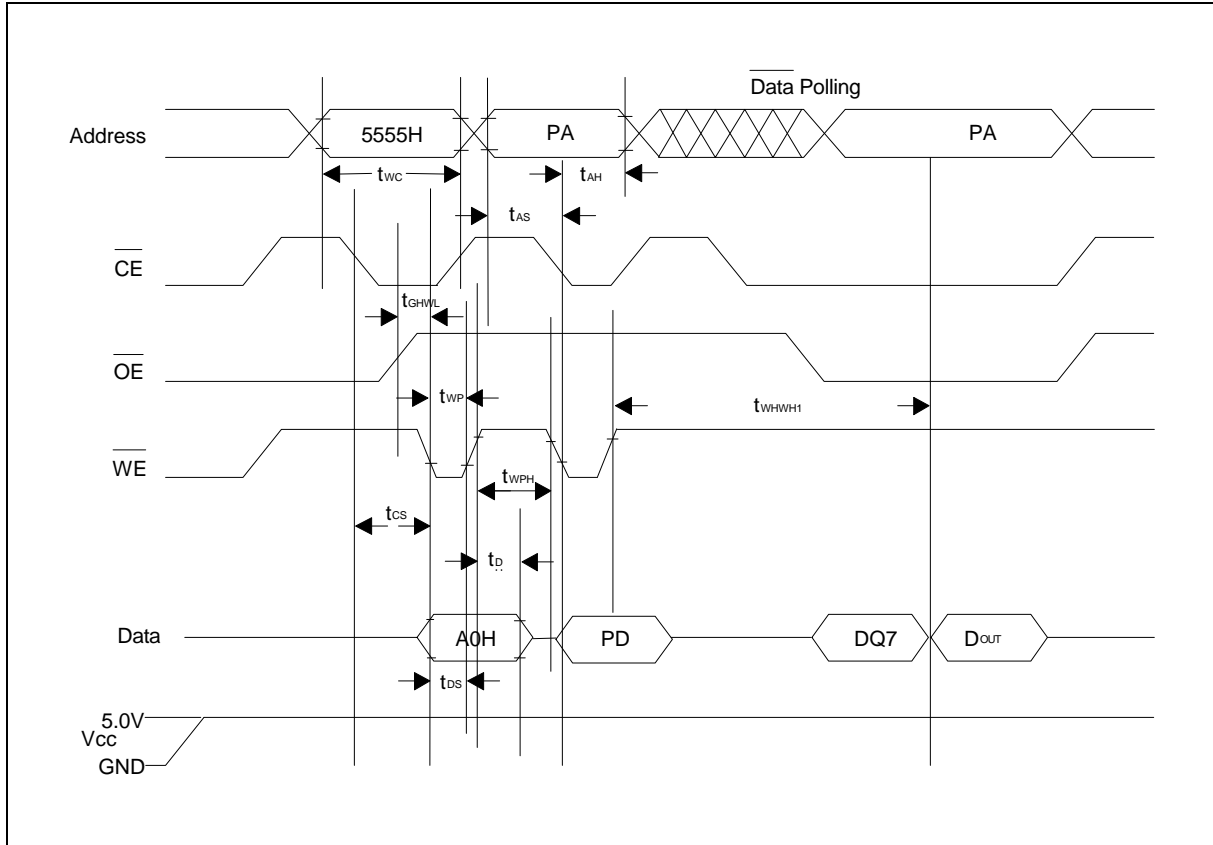 Data Polling
Address
5555H
PA
PA
tWC
tAH
tAS
CE
tGHWL
OE
tWP
tWHWH1
WE
tWPH
tCS
tD
Data
A0H
PD
DQ7
DOUT
tDS
5.0V
Vcc
GND